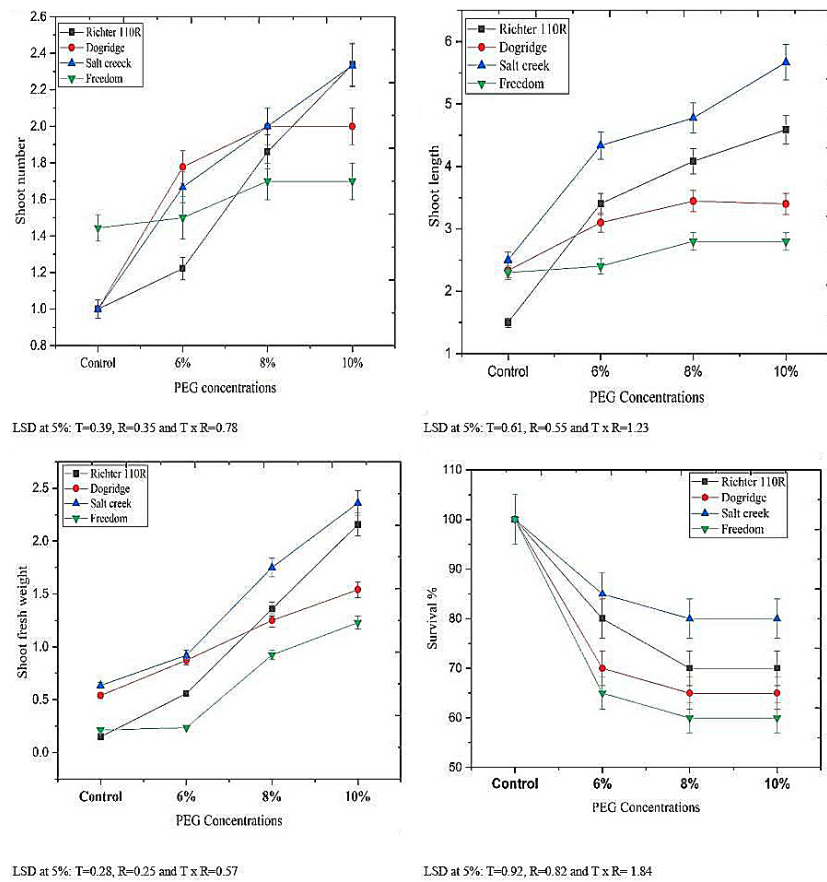 2.6
2.4
2.2
2.0
1.8
1.6
1.4
1.2
1.0
0.8
Shoot number
Richter 110R
Dogridge
Salt creeck
Freedom
Control 6% 8% 10%
PEG concentrations
LSD at 5%: T=0.39, R=0.35 and T x R=0.78
6
5
4
3
2
1
Shoot length
Richter 110R
Dogridge
Salt creek
Freedom
Control 6% 8% 10%
PEG Concentrations
LSD at 5%: T=0.61, R=0.55 and T x R=1.23
2.5
2.0
1.5
1.0
0.5
0.0
Shoot fresh weight
Richter 110R
Dogridge
Salt creek
Freedom
Control 6% 8% 10%
PEG Concentrations
LSD at 5%: T=0.28, R=0.25 and T x R=0.57
110
100
90
80
70
60
50
Survival %
Richter 110R
Dogridge
Salt creek
Freedom
Control 6% 8% 10%
PEG Concentrations
LSD at 5%: T=0.92, R=0.82 and T x R= 1.84